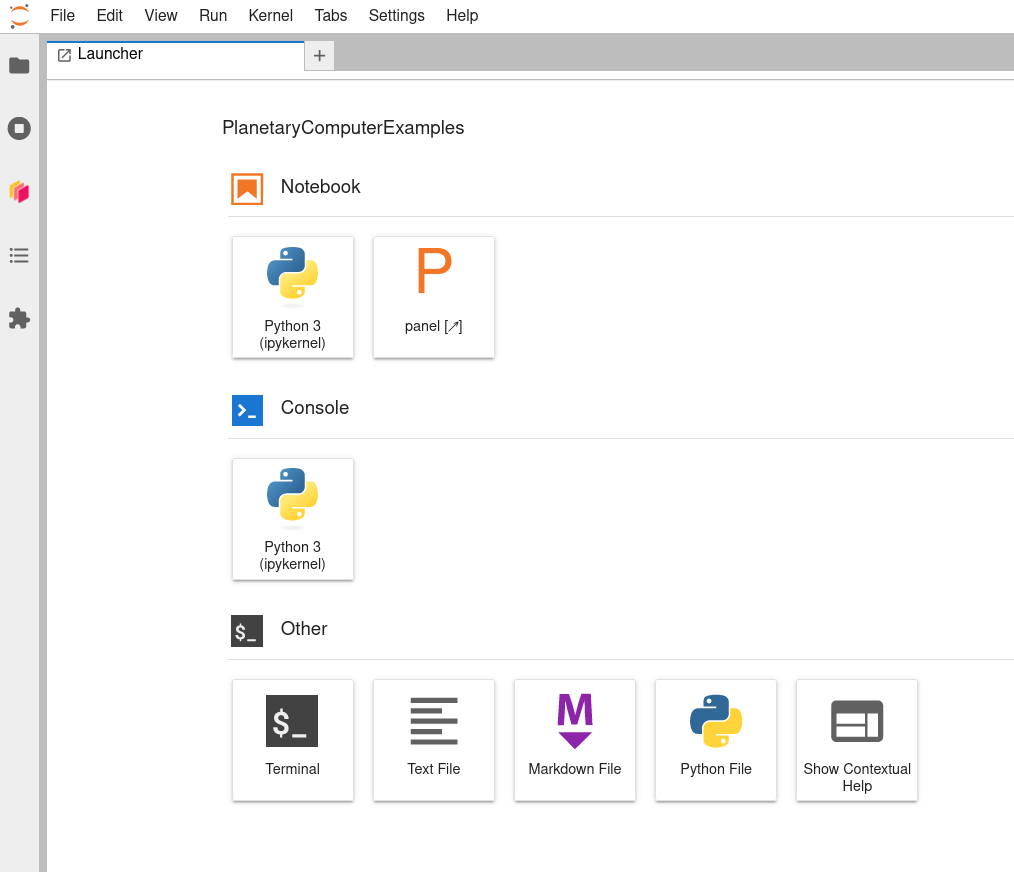 File Edit View Run Kernel Tabs Settings Help
Launcher
PlanetaryComputerExamples
Notebook
P
Python 3
(ipykernel)
panel [↗]
Console
Python 3
(ipykernel)
$_ Other
$_
M
Terminal
Text File
Markdown File
Python File
Show Contextual
Help